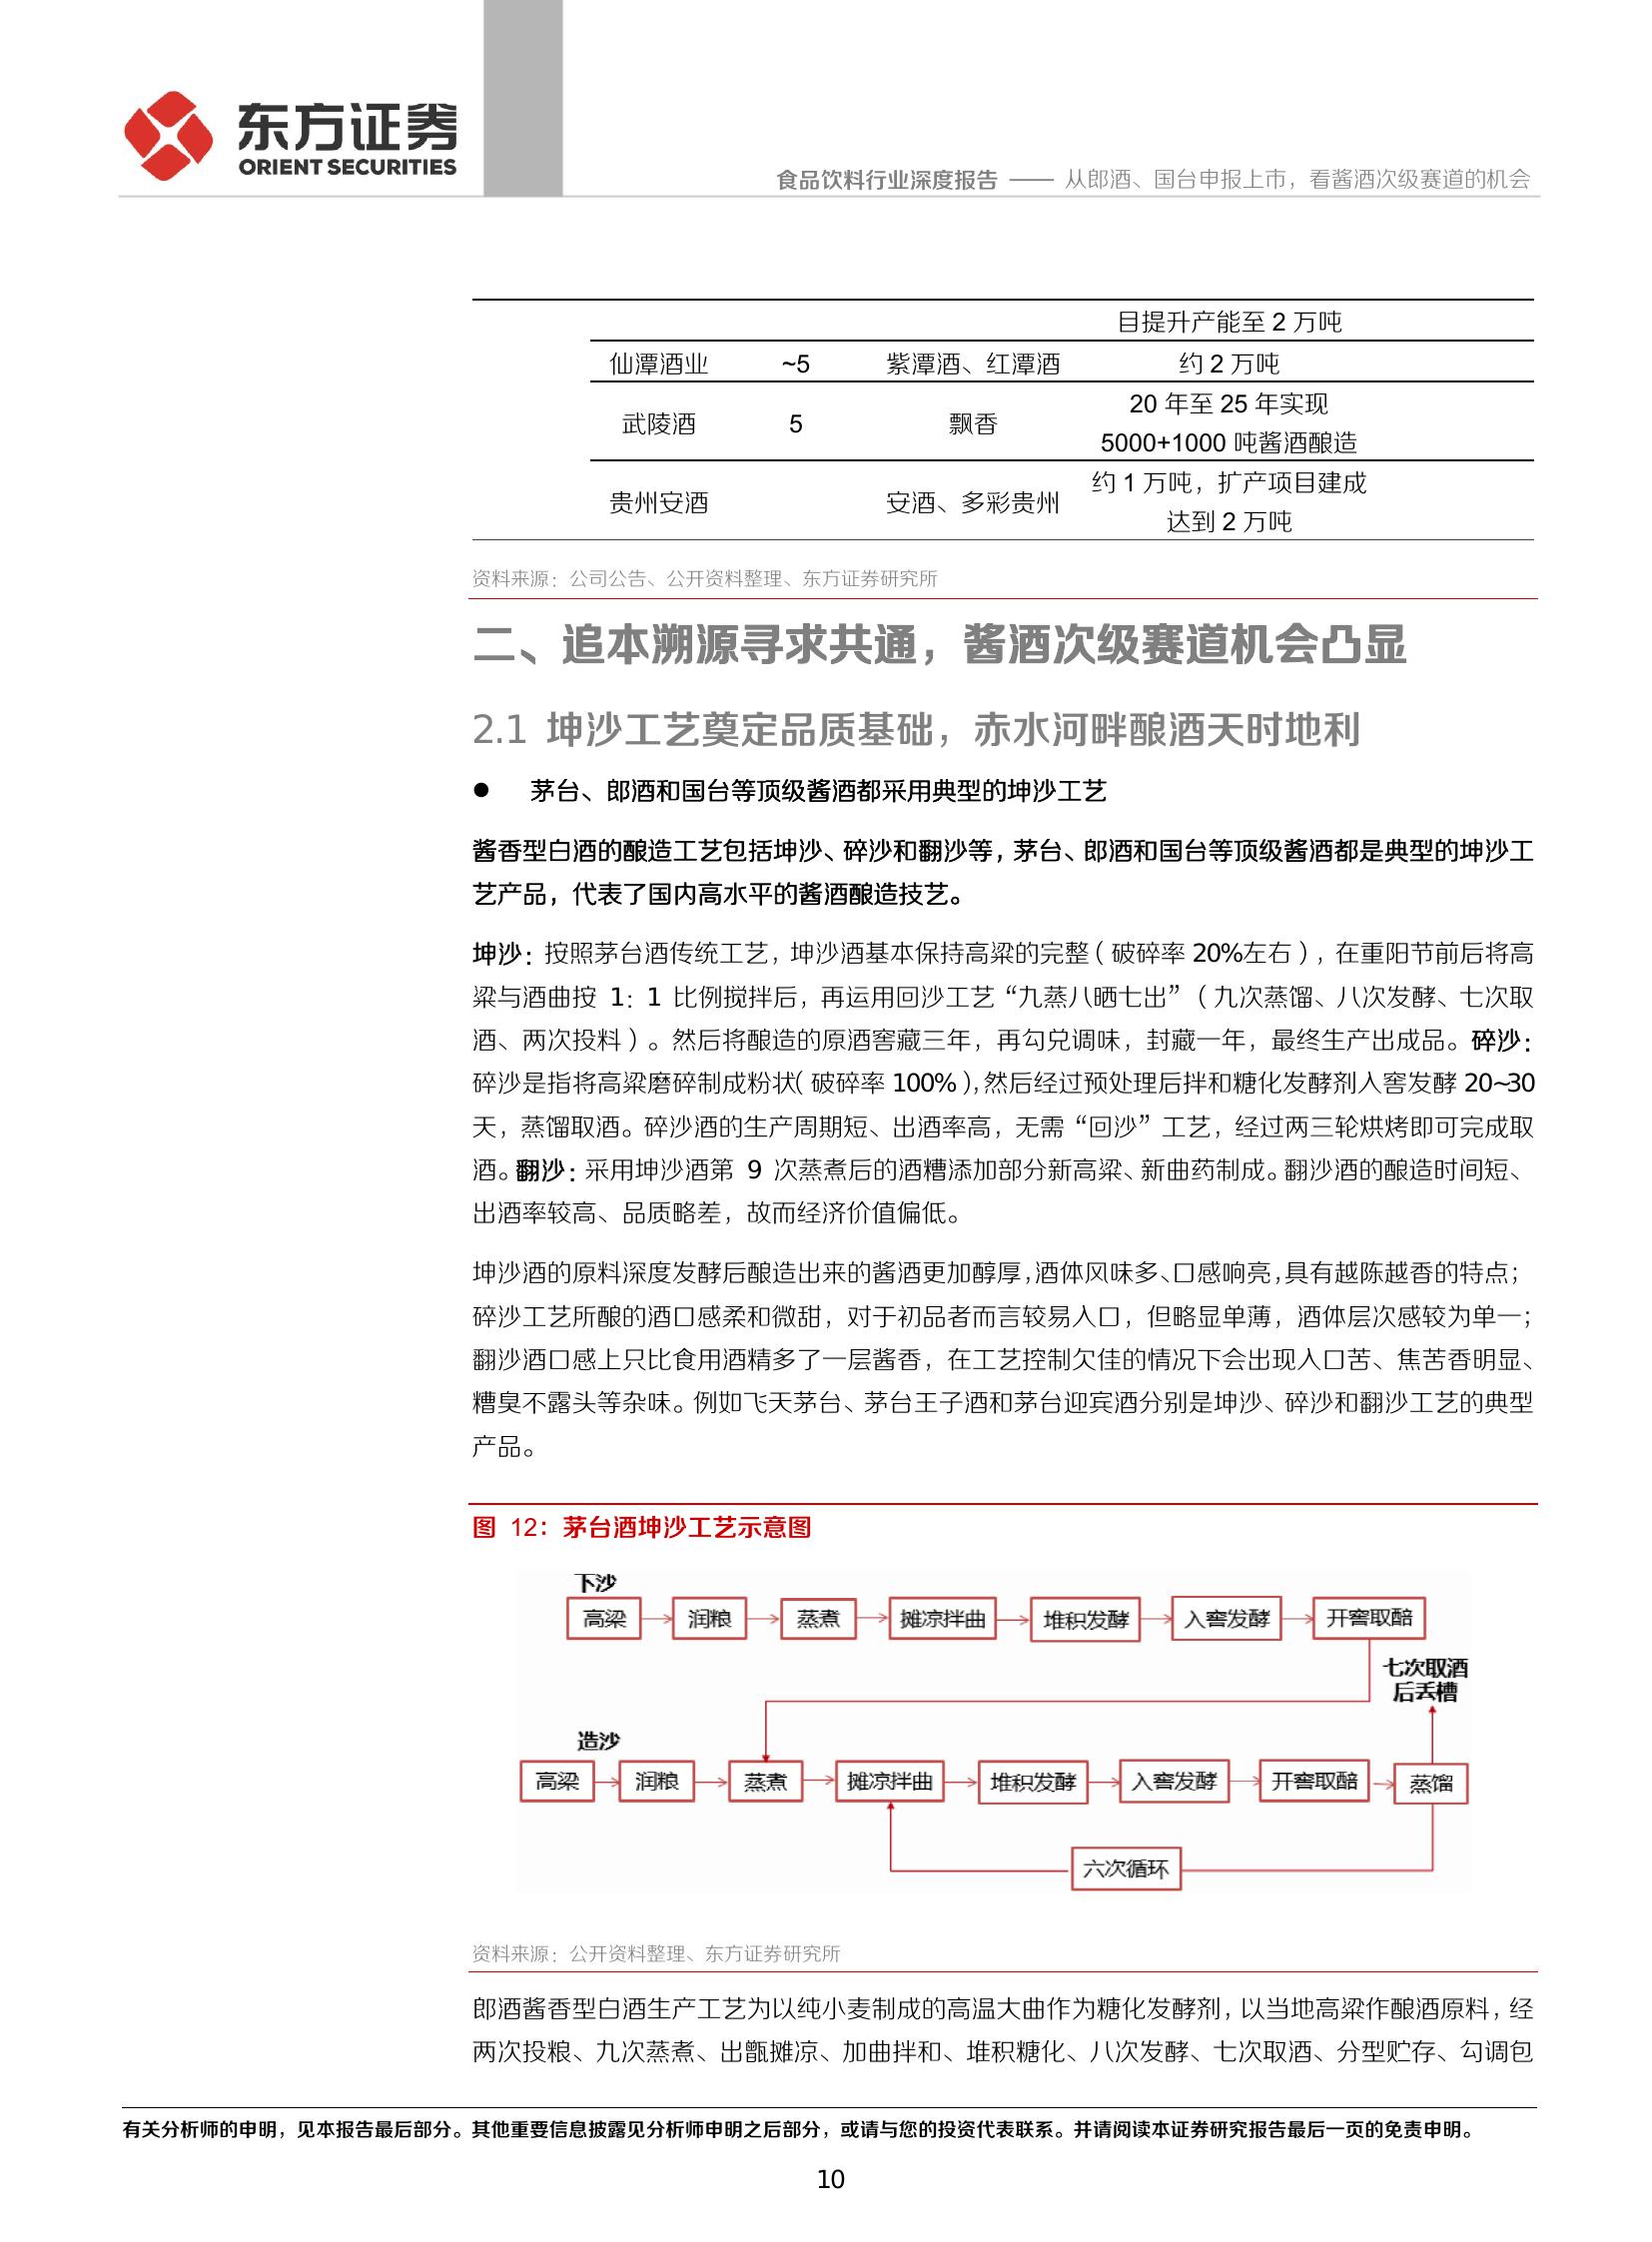 东方证券
ORIENT SECURITIES
食品饮料行业深度报告 —— 从郎酒、国台申报上市，看酱酒次级赛道的机会
目提升产能至 2 万吨
仙潭酒业 ~5 紫潭酒、红潭酒 约 2 万吨
武陵酒 5 飘香 20 年至 25 年实现
5000+1000 吨酱酒酿造
贵州安酒 安酒、多彩贵州 约 1 万吨，扩产项目建成
达到 2 万吨
资料来源：公司公告、公开资料整理、东方证券研究所
二、追本溯源寻求共通，酱酒次级赛道机会凸显
2.1 坤沙工艺奠定品质基础，赤水河畔酿酒天时地利
● 茅台、郎酒和国台等顶级酱酒都采用典型的坤沙工艺
酱香型白酒的酿造工艺包括坤沙、碎沙和翻沙等，茅台、郎酒和国台等顶级酱酒都是典型的坤沙工
艺产品，代表了国内高水平的酱酒酿造技艺。
坤沙：按照茅台酒传统工艺，坤沙酒基本保持高粱的完整（破碎率 20%左右），在重阳节前后将高
粱与酒曲按 1：1 比例搅拌后，再运用回沙工艺“九蒸八晒七出”（九次蒸馏、八次发酵、七次取
酒、两次投料）。然后将酿造的原酒窖藏三年，再勾兑调味，封藏一年，最终生产出成品。碎沙：
碎沙是指将高粱磨碎制成粉状（破碎率 100%），然后经过预处理后拌和糖化发酵剂入窖发酵 20~30
天，蒸馏取酒。碎沙酒的生产周期短、出酒率高，无需“回沙”工艺，经过两三轮烘烤即可完成取
酒。翻沙：采用坤沙酒第 9 次蒸煮后的酒糟添加部分新高粱、新曲药制成。翻沙酒的酿造时间短、
出酒率较高、品质略差，故而经济价值偏低。
坤沙酒的原料深度发酵后酿造出来的酱酒更加醇厚，酒体风味多、口感响亮，具有越陈越香的特点；
碎沙工艺所酿的酒口感柔和微甜，对于初品者而言较易入口，但略显单薄，酒体层次感较为单一；
翻沙酒口感上只比食用酒精多了一层酱香，在工艺控制欠佳的情况下会出现入口苦、焦苦香明显、
糟臭不露头等杂味。例如飞天茅台、茅台王子酒和茅台迎宾酒分别是坤沙、碎沙和翻沙工艺的典型
产品。
图 12：茅台酒坤沙工艺示意图
下沙
高梁 润粮 蒸煮 摊凉拌曲 堆积发酵 入窖发酵 开窖取醅
七次取酒
后丢槽
造沙
高梁 润粮 蒸煮 摊凉拌曲 堆积发酵 入窖发酵 开窖取醅 蒸馏
六次循环
资料来源：公开资料整理、东方证券研究所
郎酒酱香型白酒生产工艺为以纯小麦制成的高温大曲作为糖化发酵剂，以当地高粱作酿酒原料，经
两次投粮、九次蒸煮、出甑摊凉、加曲拌和、堆积糖化、八次发酵、七次取酒、分型贮存、勾调包
有关分析师的申明，见本报告最后部分。其他重要信息披露见分析师申明之后部分，或请与您的投资代表联系。并请阅读本证券研究报告最后一页的免责申明。
10